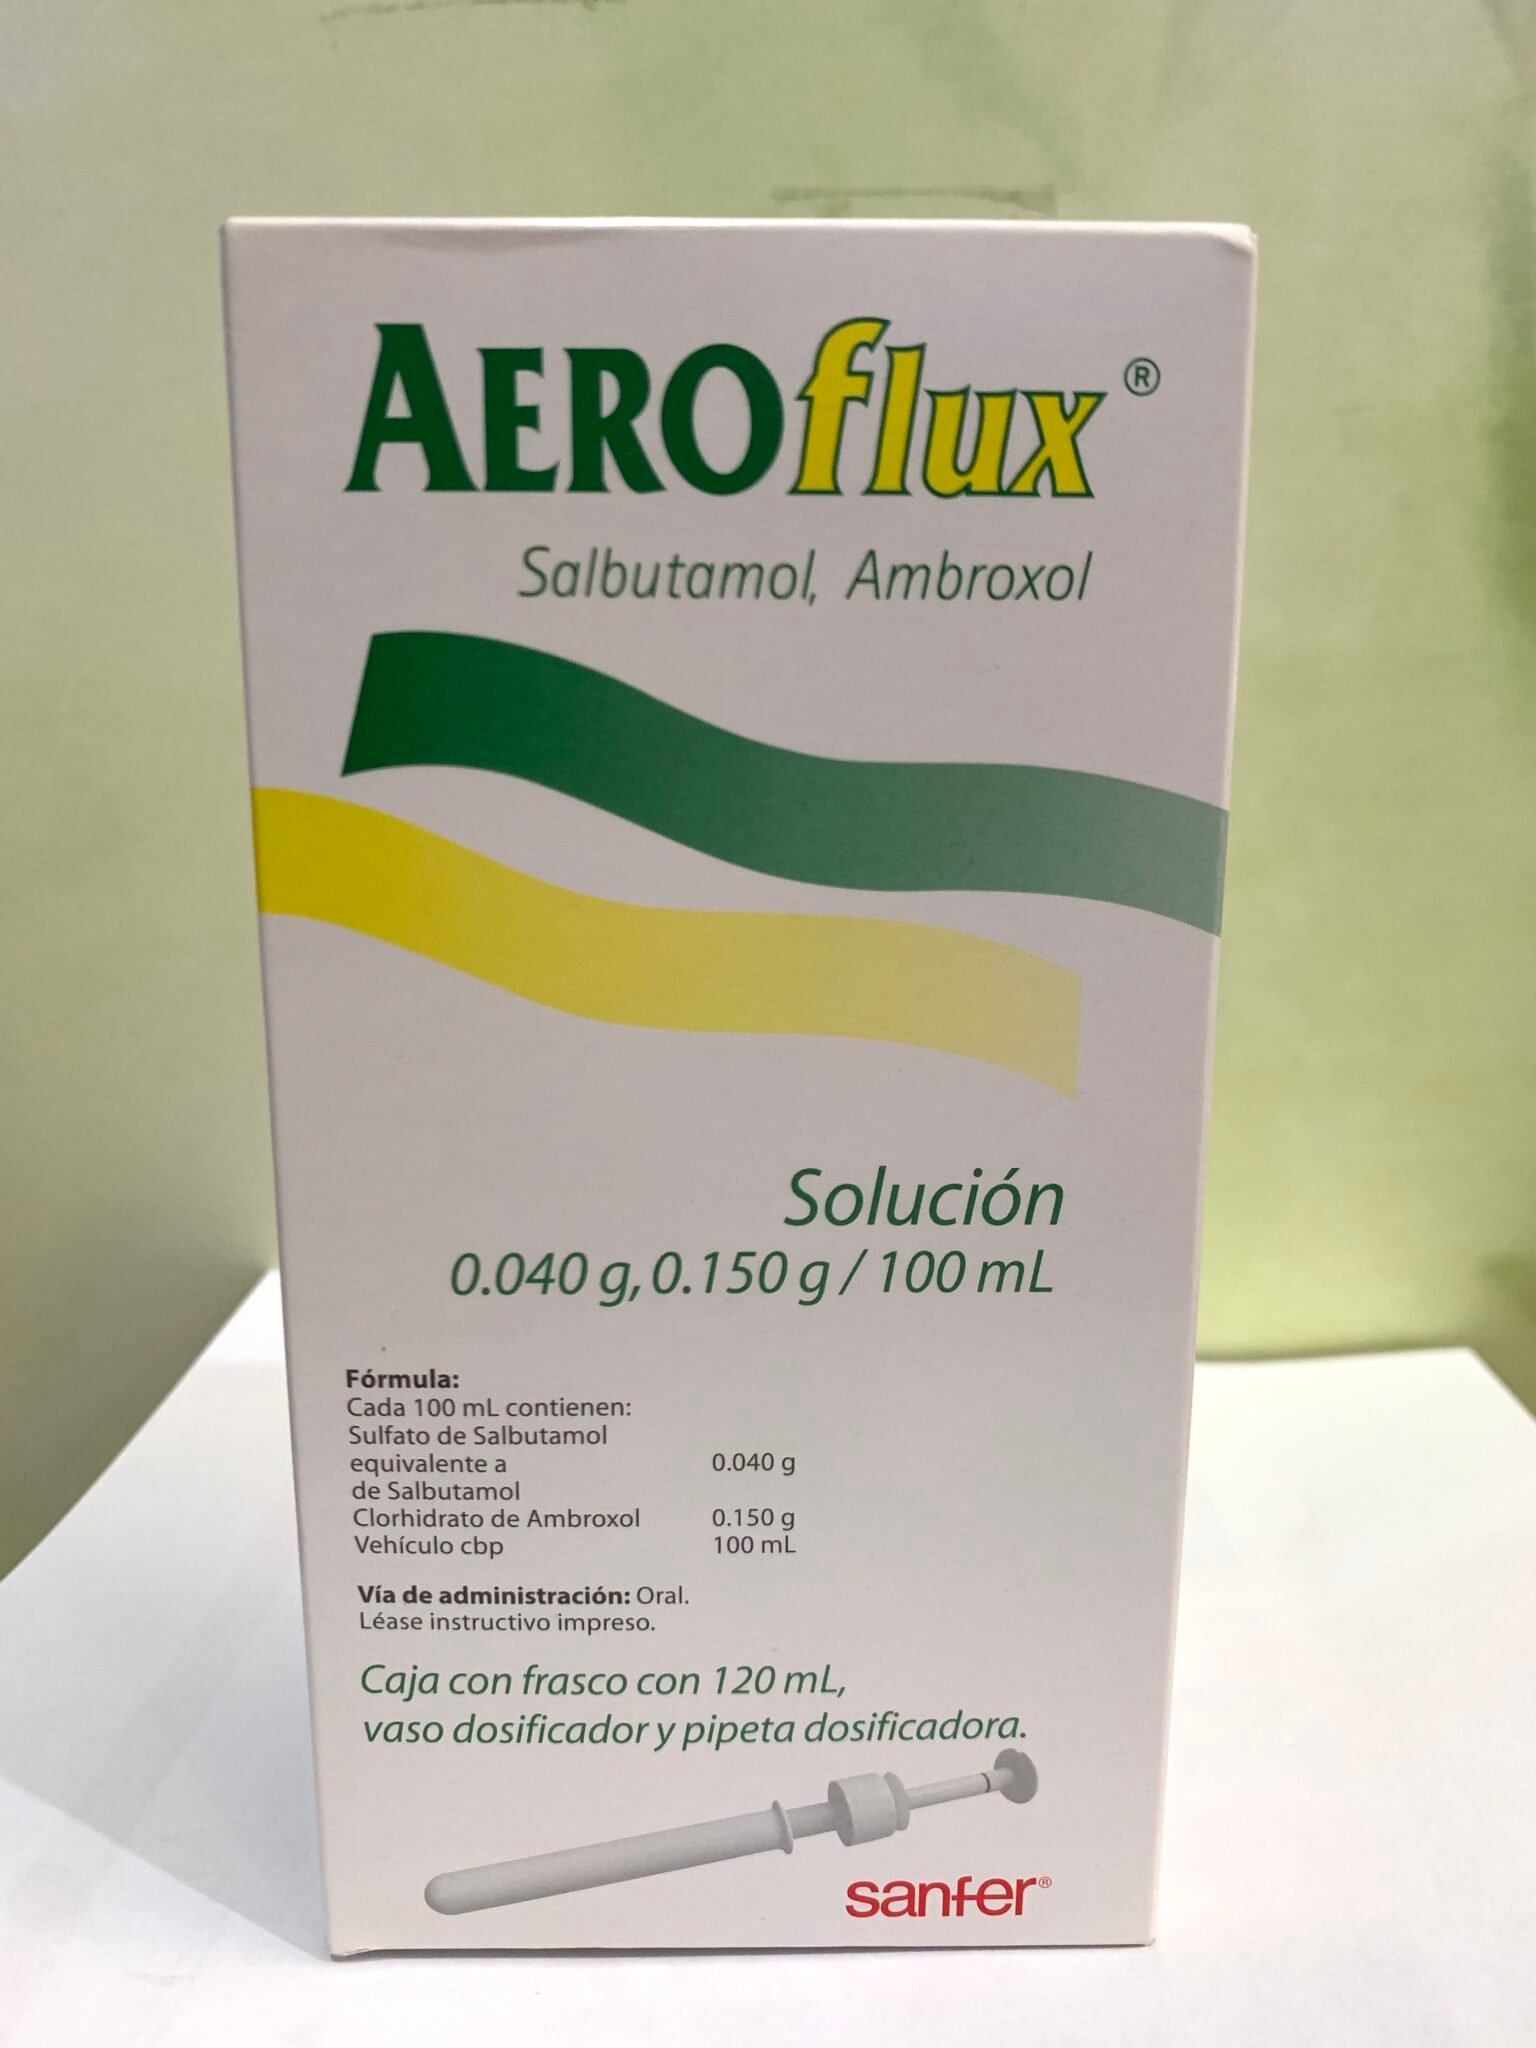 AEROflux®
Salbutamol, Ambroxol
Solución
0.040 g, 0.150 g / 100 mL
Fórmula:
Cada 100 mL contienen:
Sulfato de Salbutamol
equivalente a 0.040 g
de Salbutamol
Clorhidrato de Ambroxol 0.150 g
Vehículo cbp 100 mL
Vía de administración: Oral.
Léase instructivo impreso.
Caja con frasco con 120 mL,
vaso dosificador y pipeta dosificadora.
sanfer®